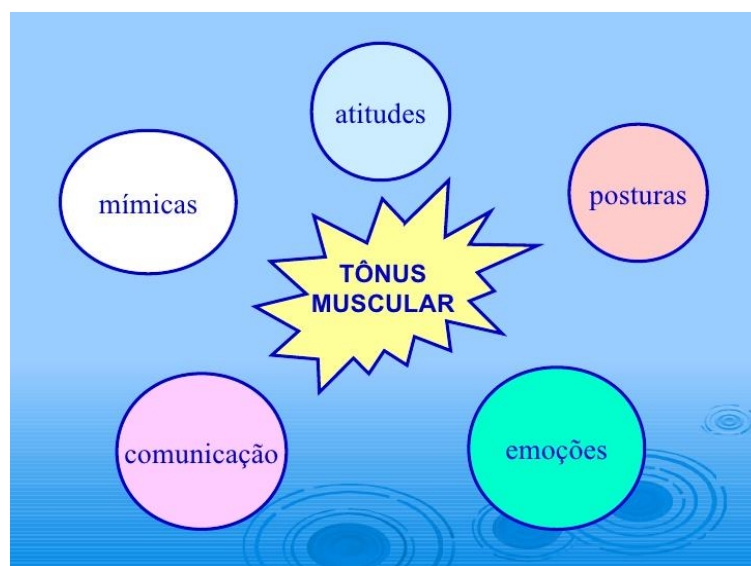 atitudes
mímicas
posturas
TÔNUS
MUSCULAR
comunicação
emoções